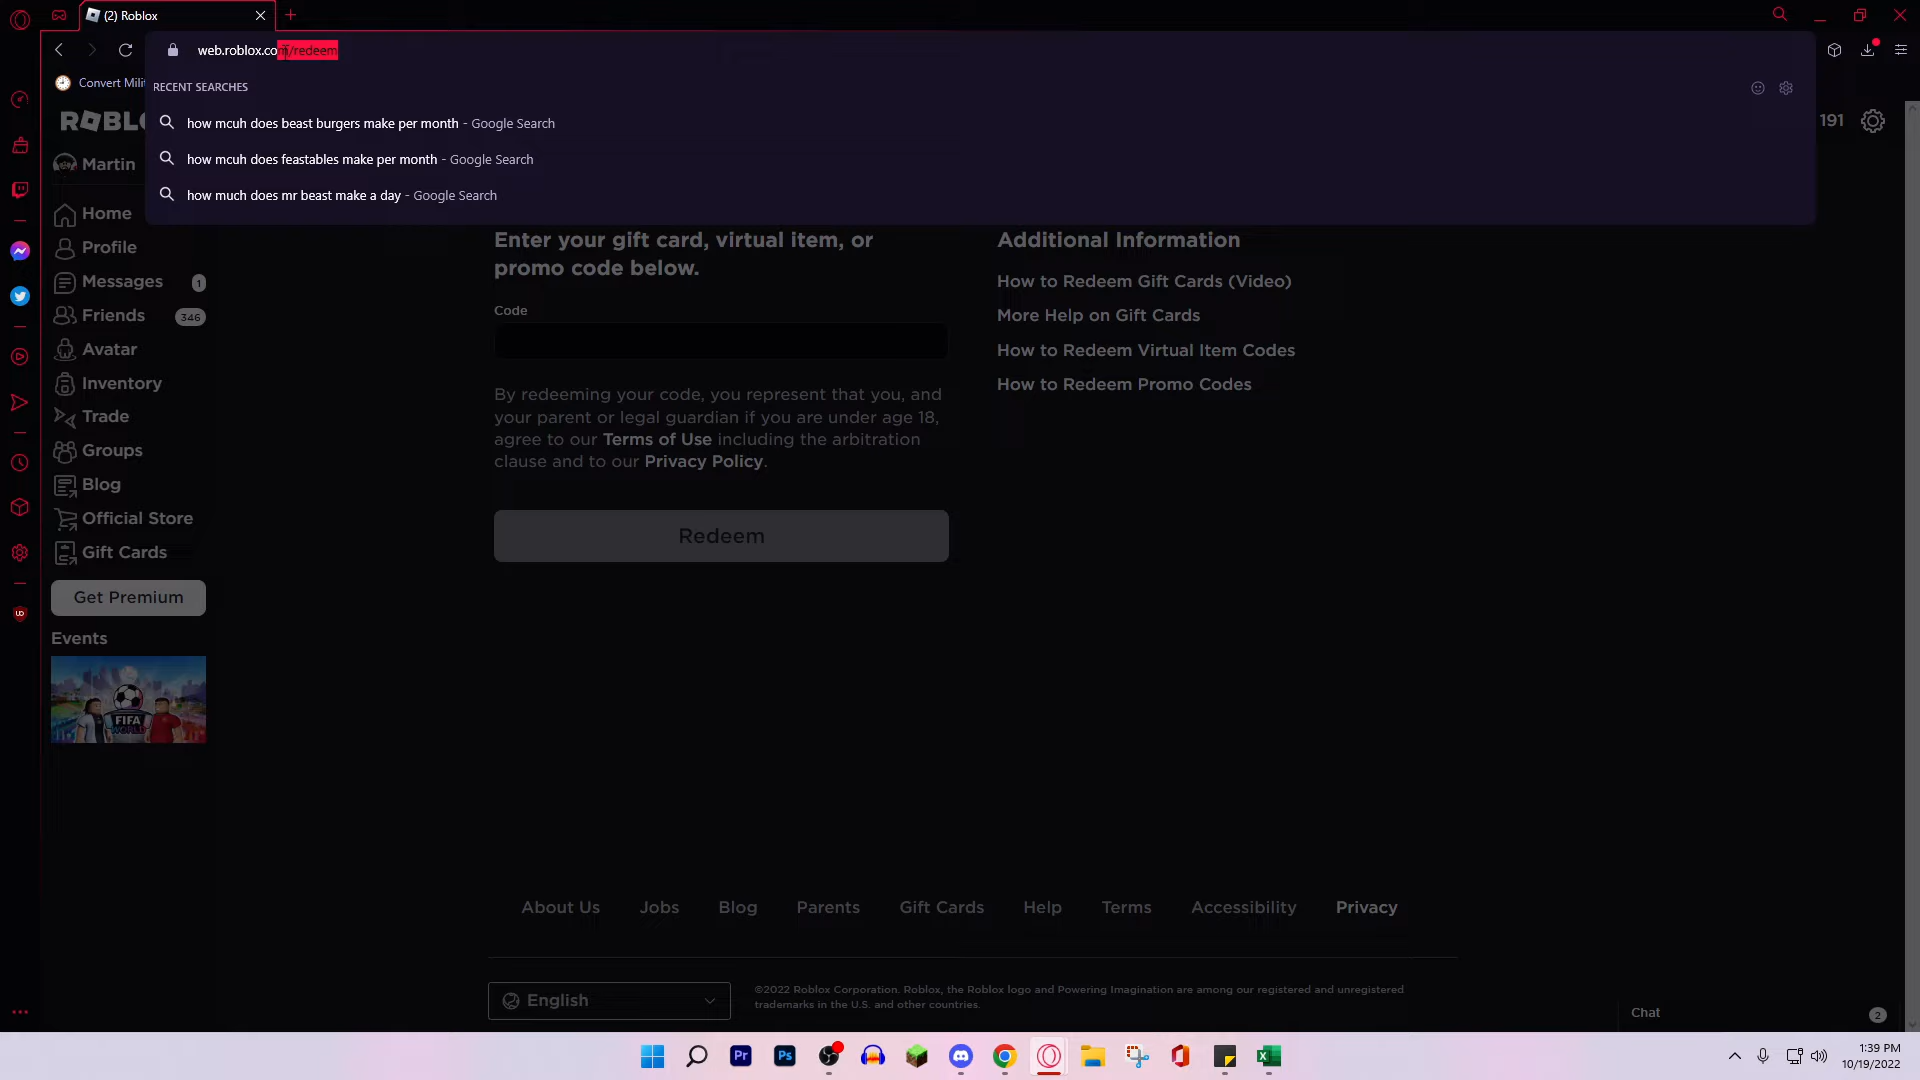 (2) Roblox
web.roblox.com/redeem
Convert Milit
RECENT SEARCHES
how mcuh does beast burgers make per month - Google Search
how mcuh does feastables make per month - Google Search
how much does mr beast make a day - Google Search
191
Martin
Home
Profile
Messages 1
Friends 346
Avatar
Inventory
Trade
Groups
Blog
Official Store
Gift Cards
Get Premium
Events
FIFA
WORLD
Enter your gift card, virtual item, or
promo code below.
Code
By redeeming your code, you represent that you, and
your parent or legal guardian if you are under age 18,
agree to our Terms of Use including the arbitration
clause and to our Privacy Policy.
Redeem
Additional Information
How to Redeem Gift Cards (Video)
More Help on Gift Cards
How to Redeem Virtual Item Codes
How to Redeem Promo Codes
About Us Jobs Blog Parents Gift Cards Help Terms Accessibility Privacy
English
©2022 Roblox Corporation. Roblox, the Roblox logo and Powering Imagination are among our registered and unregistered
trademarks in the U.S. and other countries.
Chat 2
Pr
Ps
1:39 PM
10/19/2022